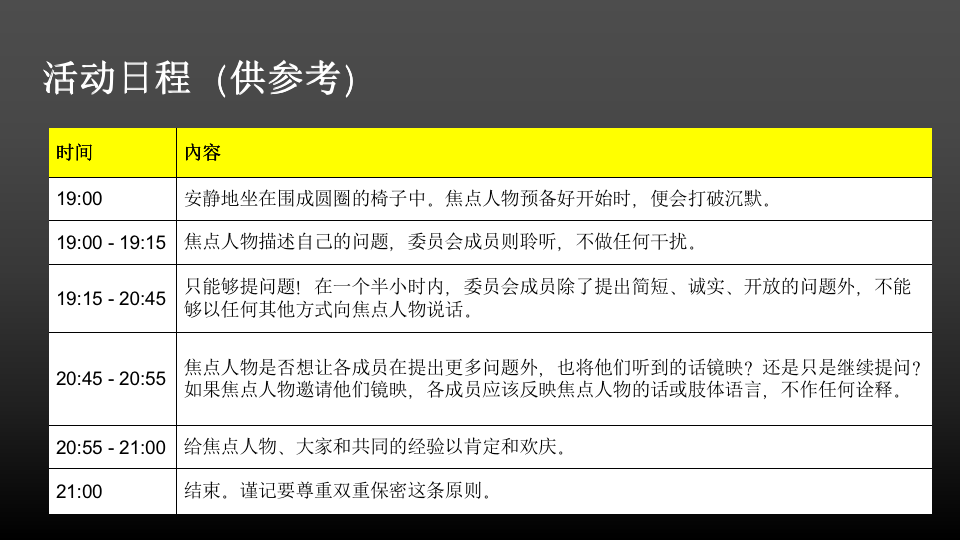 活动日程（供参考）
时间 内容
19:00 安静地坐在围成圆圈的椅子中。焦点人物预备好开始时，便会打破沉默。
19:00 - 19:15 焦点人物描述自己的问题，委员会成员则聆听，不做任何干扰。
只能够提问题！在一个半小时内，委员会成员除了提出简短、诚实、开放的问题外，不能
19:15 - 20:45
够以任何其他方式向焦点人物说话。
焦点人物是否想让各成员在提出更多问题外，也将他们听到的话镜映？还是只是继续提问？
20:45 - 20:55
如果焦点人物邀请他们镜映，各成员应该反映焦点人物的话或肢体语言，不作任何诠释。
20:55 - 21:00 给焦点人物、大家和共同的经验以肯定和欢庆。
21:00 结束。谨记要尊重双重保密这条原则。